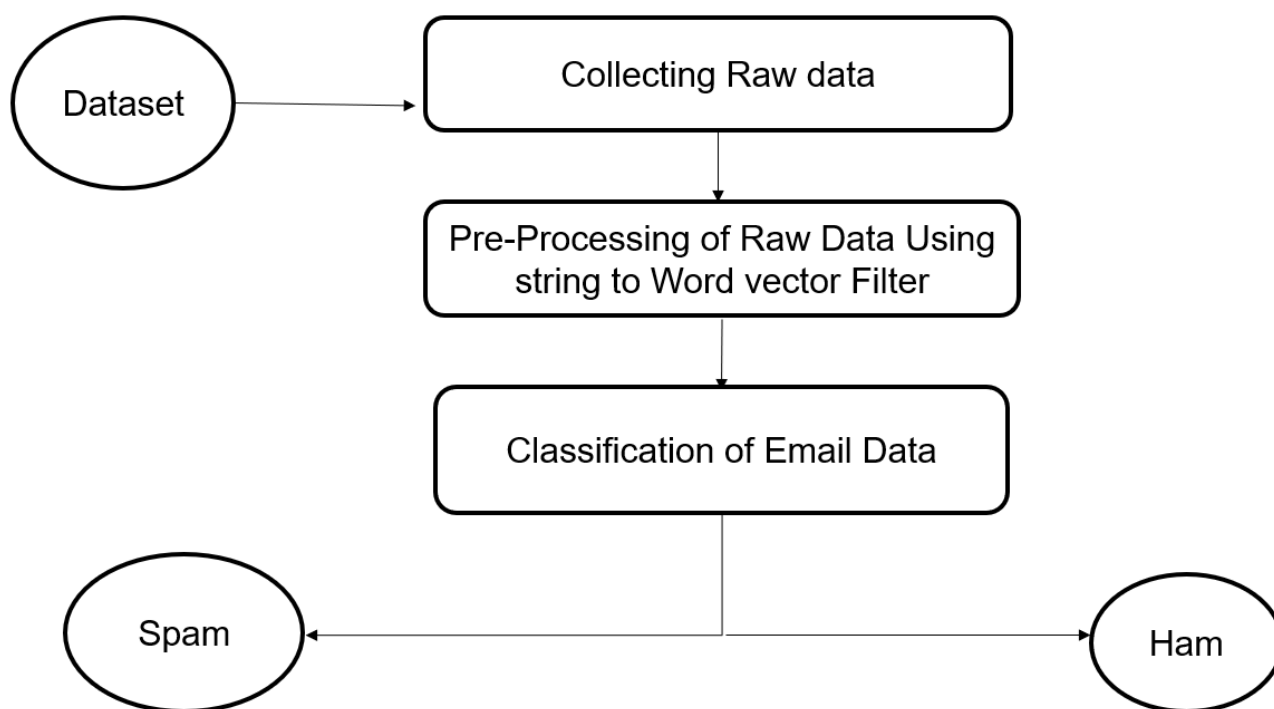 Dataset
Collecting Raw data
Pre-Processing of Raw Data Using
string to Word vector Filter
Classification of Email Data
Spam
Ham